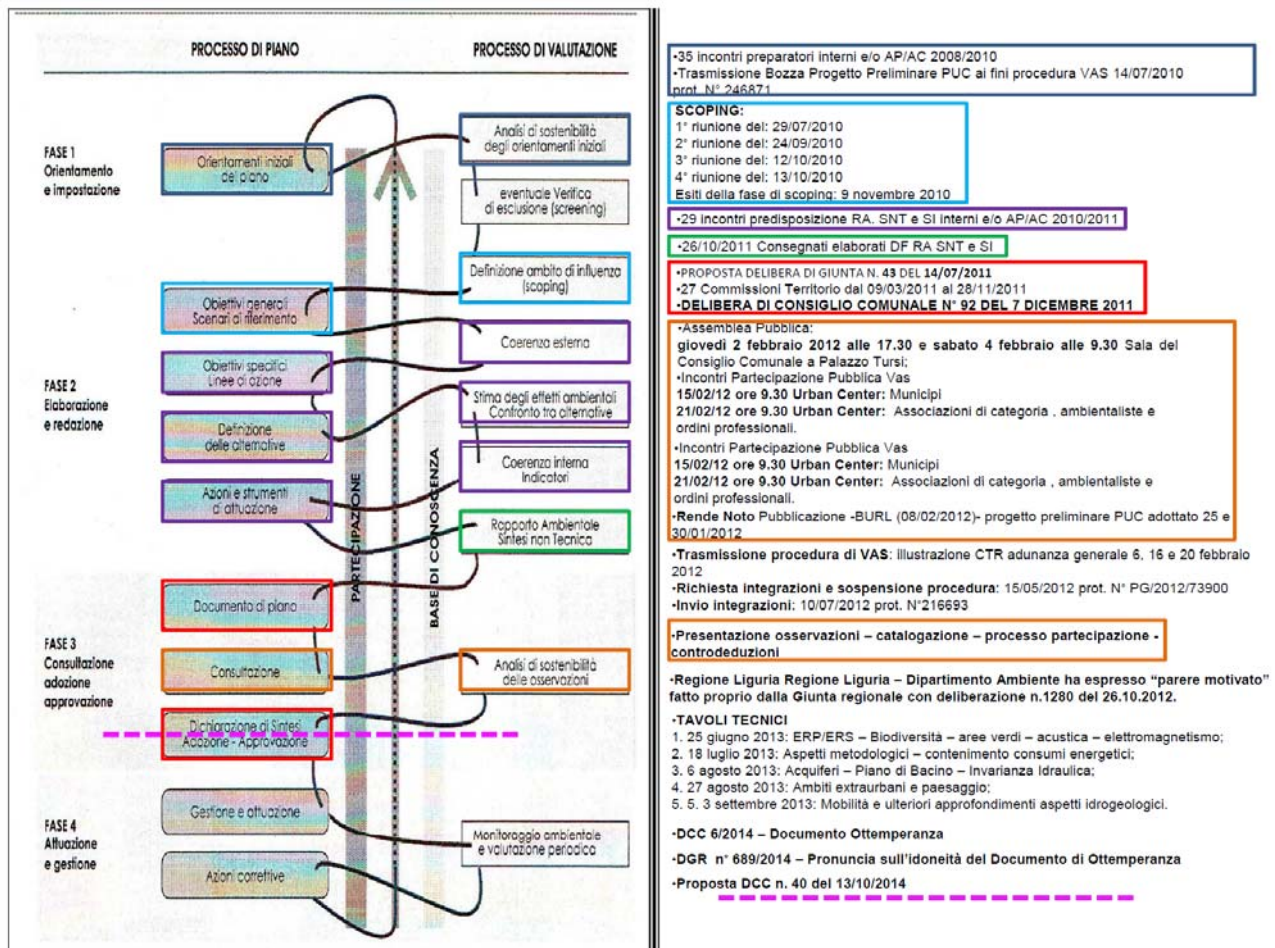 PROCESSO DI PIANO
PROCESSO DI VALUTAZIONE
FASE 1
Orientamento
e impostazione
Orientamenti iniziali
del piano
Analisi di sostenibilità
degli orientamenti iniziali
eventuale Verifica
di esclusione (screening)
Definizione ambito di influenza
(scoping)
FASE 2
Elaborazione
e redazione
Obiettivi generali
Scenari di riferimento
Coerenza esterna
Obiettivi specifici
Linee di azione
Stima degli effetti ambientali
Confronto tra alternative
Definizione
delle alternative
Coerenza interna
Indicatori
Azioni e strumenti
di attuazione
Rapporto Ambientale
Sintesi non Tecnica
PARTECIPAZIONE
BASE DI CONOSCENZA
FASE 3
Consultazione
adozione
approvazione
Documento di piano
Consultazione
Analisi di sostenibilità
delle osservazioni
Dichiarazione di Sintesi
Adozione - Approvazione
FASE 4
Attuazione
e gestione
Gestione e attuazione
Monitoraggio ambientale
e valutazione periodica
Azioni correttive
•35 incontri preparatori interni e/o AP/AC 2008/2010
•Trasmissione Bozza Progetto Preliminare PUC ai fini procedura VAS 14/07/2010
prot. N° 246871
SCOPING:
1° riunione del: 29/07/2010
2° riunione del: 24/09/2010
3° riunione del: 12/10/2010
4° riunione del: 13/10/2010
Esiti della fase di scoping: 9 novembre 2010
•29 incontri predisposizione RA. SNT e SI interni e/o AP/AC 2010/2011
•26/10/2011 Consegnati elaborati DF RA SNT e SI
•PROPOSTA DELIBERA DI GIUNTA N. 43 DEL 14/07/2011
•27 Commissioni Territorio dal 09/03/2011 al 28/11/2011
•DELIBERA DI CONSIGLIO COMUNALE N° 92 DEL 7 DICEMBRE 2011
•Assemblea Pubblica:
giovedì 2 febbraio 2012 alle 17.30 e sabato 4 febbraio alle 9.30 Sala del
Consiglio Comunale a Palazzo Tursi;
•Incontri Partecipazione Pubblica Vas
15/02/12 ore 9.30 Urban Center: Municipi
21/02/12 ore 9.30 Urban Center: Associazioni di categoria , ambientaliste e
ordini professionali.
•Incontri Partecipazione Pubblica Vas
15/02/12 ore 9.30 Urban Center: Municipi
21/02/12 ore 9.30 Urban Center: Associazioni di categoria , ambientaliste e
ordini professionali.
•Rende Noto Pubblicazione -BURL (08/02/2012)- progetto preliminare PUC adottato 25 e
30/01/2012
•Trasmissione procedura di VAS: illustrazione CTR adunanza generale 6, 16 e 20 febbraio
2012
•Richiesta integrazioni e sospensione procedura: 15/05/2012 prot. N° PG/2012/73900
•Invio integrazioni: 10/07/2012 prot. N°216693
•Presentazione osservazioni – catalogazione – processo partecipazione -
controdeduzioni
•Regione Liguria Regione Liguria – Dipartimento Ambiente ha espresso “parere motivato”
fatto proprio dalla Giunta regionale con deliberazione n.1280 del 26.10.2012.
•TAVOLI TECNICI
1. 25 giugno 2013: ERP/ERS – Biodiversità – aree verdi – acustica – elettromagnetismo;
2. 18 luglio 2013: Aspetti metodologici – contenimento consumi energetici;
3. 6 agosto 2013: Acquiferi – Piano di Bacino – Invarianza Idraulica;
4. 27 agosto 2013: Ambiti extraurbani e paesaggio;
5. 5. 3 settembre 2013: Mobilità e ulteriori approfondimenti aspetti idrogeologici.
•DCC 6/2014 – Documento Ottemperanza
•DGR n° 689/2014 – Pronuncia sull’idoneità del Documento di Ottemperanza
•Proposta DCC n. 40 del 13/10/2014